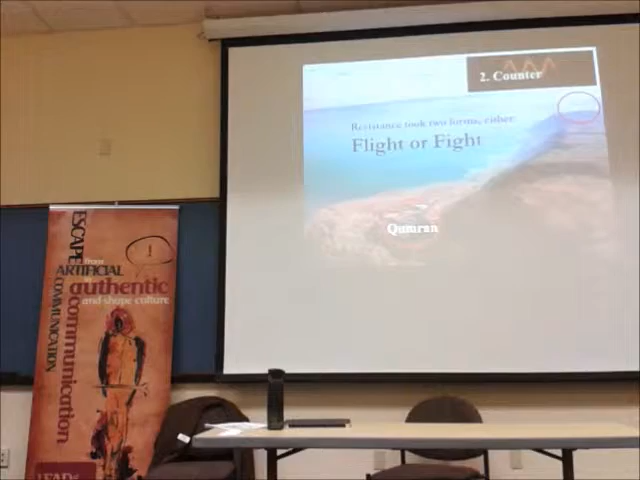 2. Counter
Resistance took two forms, either
Flight or Fight
Qumran
ESCAPE
from
ARTIFICIAL
COMMUNICATION
!
authentic
and shape culture
communication
LEAD